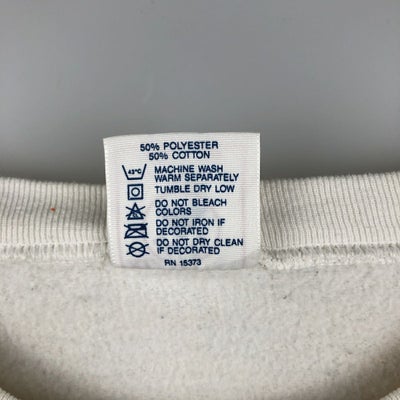 50% POLYESTER
50% COTTON
43°C
MACHINE WASH
WARM SEPARATELY
TUMBLE DRY LOW
DO NOT BLEACH
COLORS
DO NOT IRON IF
DECORATED
DO NOT DRY CLEAN
IF DECORATED
RN 15373